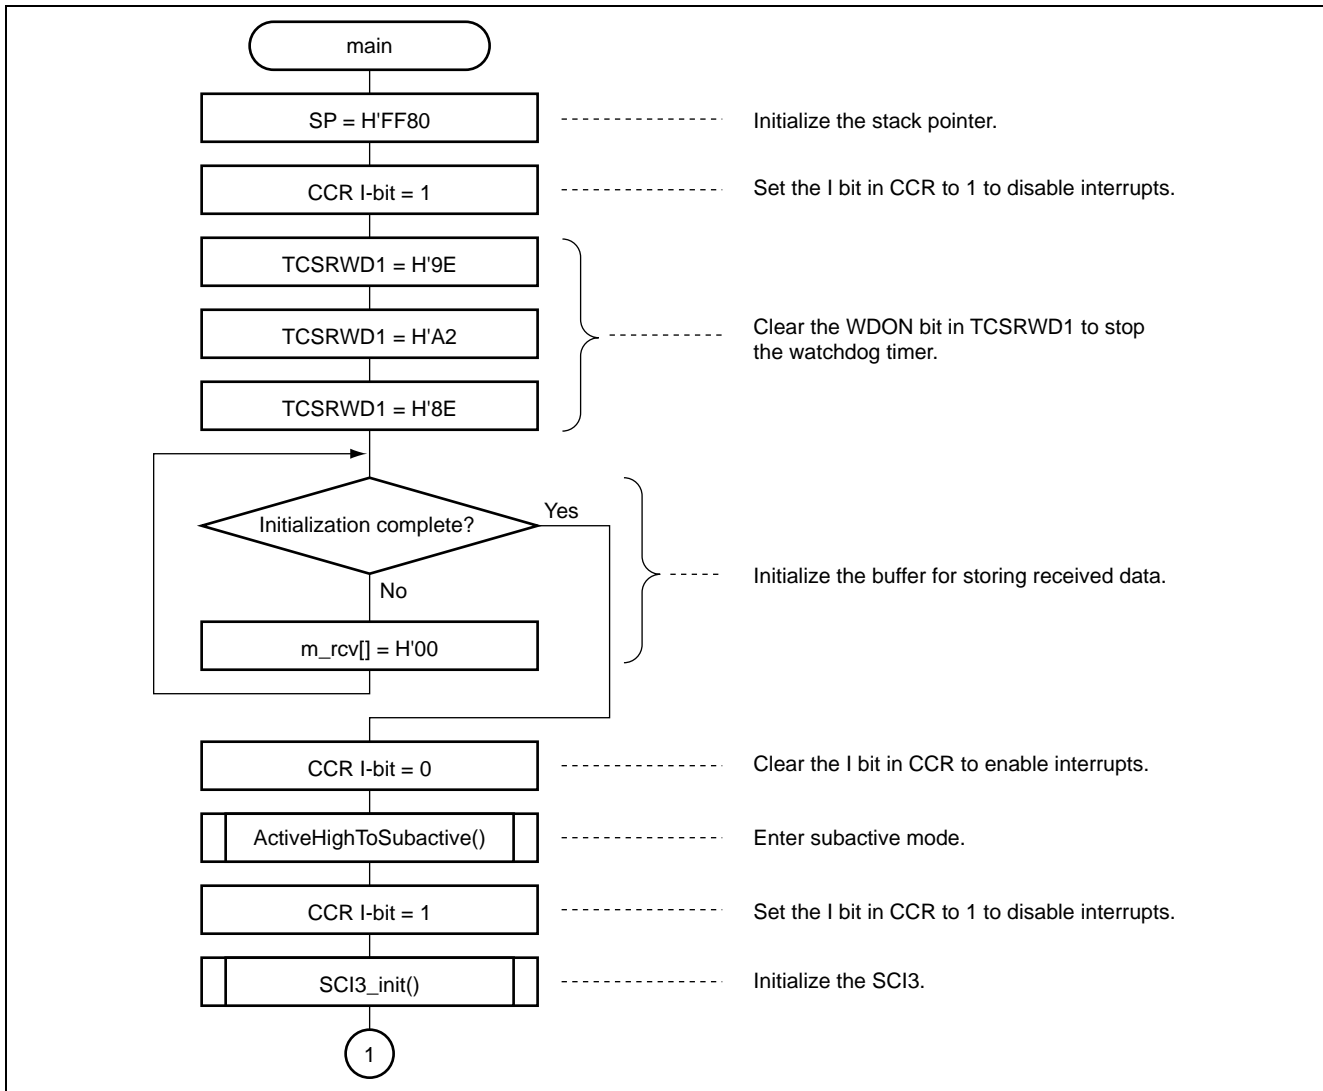 main
SP = H'FF80
Initialize the stack pointer.
CCR I-bit = 1
Set the I bit in CCR to 1 to disable interrupts.
TCSRWD1 = H'9E
TCSRWD1 = H'A2
Clear the WDON bit in TCSRWD1 to stop
the watchdog timer.
TCSRWD1 = H'8E
Initialization complete?
Yes
No
Initialize the buffer for storing received data.
m_rcv[] = H'00
CCR I-bit = 0
Clear the I bit in CCR to enable interrupts.
ActiveHighToSubactive()
Enter subactive mode.
CCR I-bit = 1
Set the I bit in CCR to 1 to disable interrupts.
SCI3_init()
Initialize the SCI3.
1